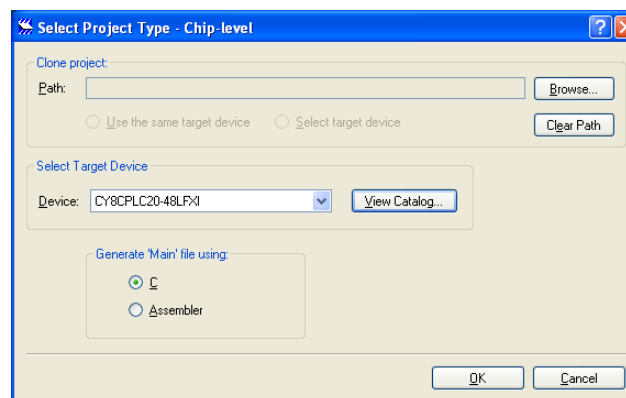 Select Project Type - Chip-level
Clone project:
Path:
Browse...
Use the same target device
Select target device
Clear Path
Select Target Device
Device:
CY8CPLC20-48LFXI
View Catalog...
Generate 'Main' file using:
C
Assembler
OK
Cancel